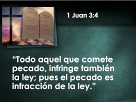 1 Juan 3:4
"Todo aquel que comete
pecado, infringe también
la ley; pues el pecado es
infracción de la ley."